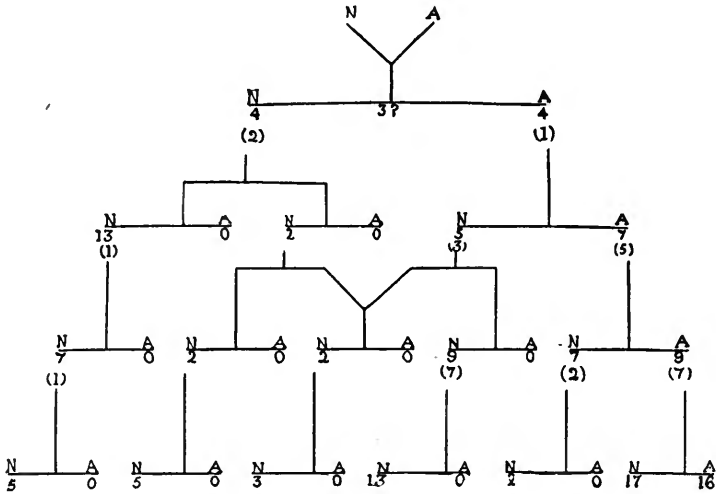 N A
N 3? A
4 4
(2) (1)
N A N A N A
13 0 2 0 5 7
(1) (3) (5)
N A N A N A N A N A
7 0 2 0 2 0 9 0 7 9
(1) (7) (2) (7)
N A N A N A N A N A N A
5 0 5 0 3 0 13 0 2 0 17 16